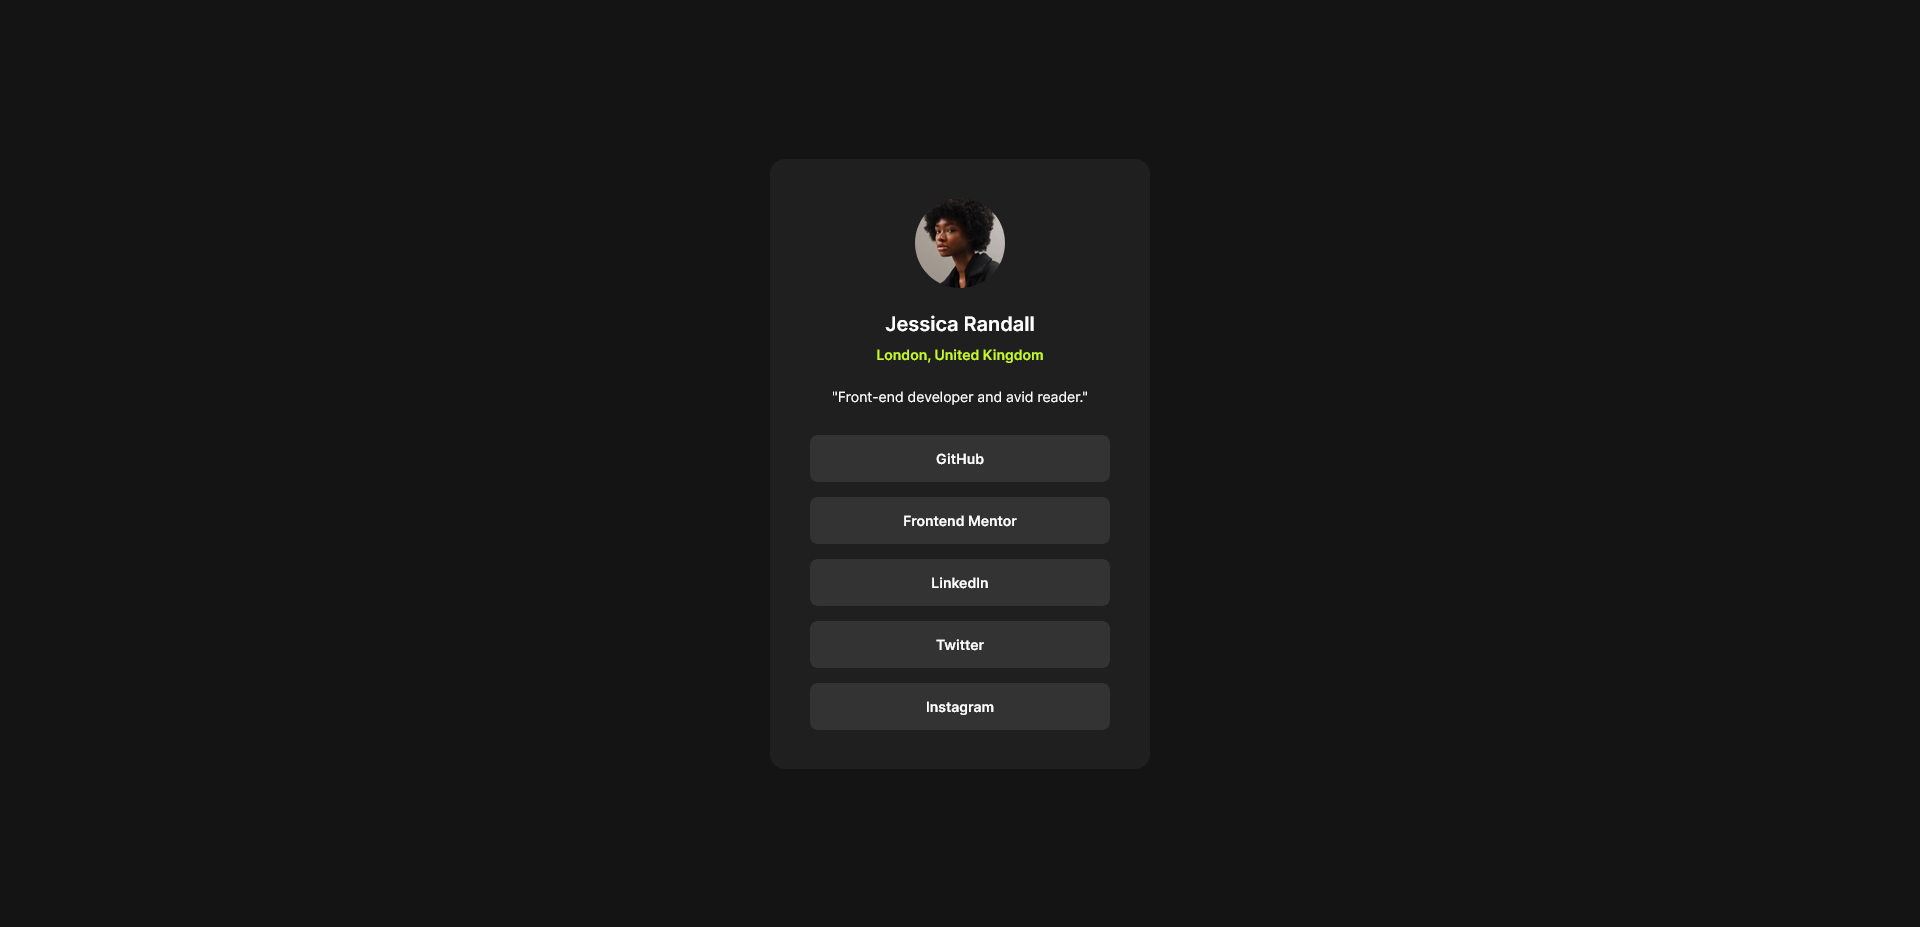 Jessica Randall
London, United Kingdom
"Front-end developer and avid reader."
GitHub
Frontend Mentor
LinkedIn
Twitter
Instagram